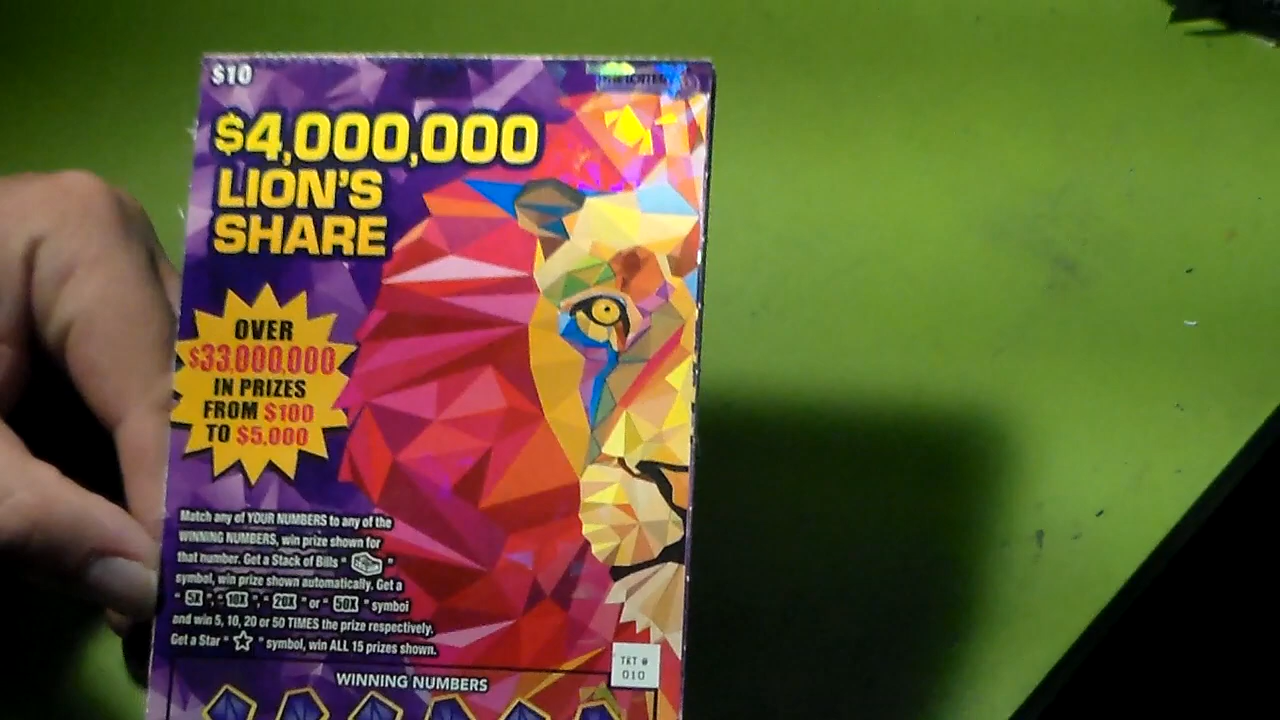 $10
$4,000,000
LION'S
SHARE
OVER
$33,000,000
IN PRIZES
FROM $100
TO $5,000
Match any of YOUR NUMBERS to any of the
WINNING NUMBERS, win prize shown for
that number. Get a Stack of Bills " "
symbol, win prize shown automatically. Get a
" 5X ", " 10X ", " 20X " or " 50X " symbol
and win 5, 10, 20 or 50 TIMES the prize respectively.
Get a Star " " symbol, win ALL 15 prizes shown.
TKT #
010
WINNING NUMBERS